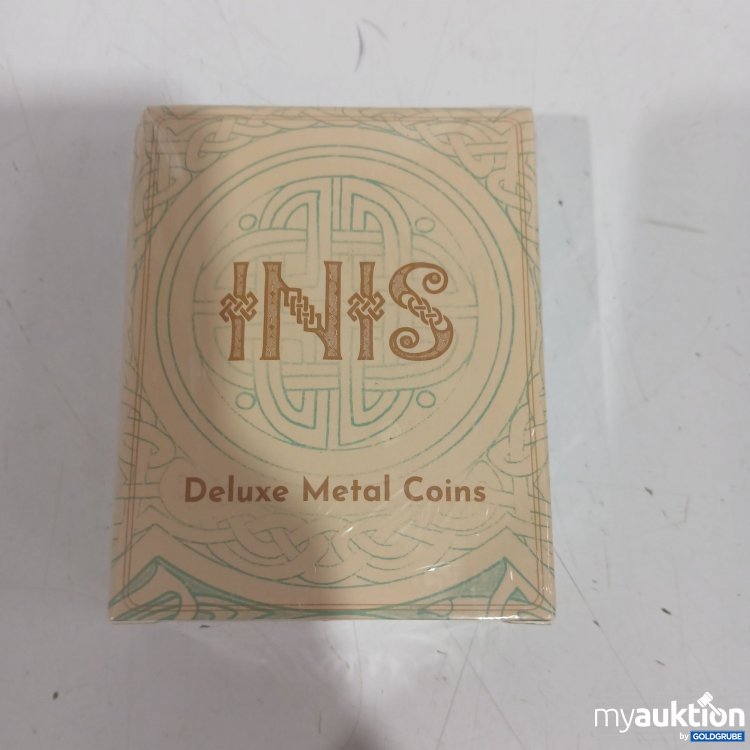 INIS
Deluxe Metal Coins
myauktion
by GOLDGRUBE